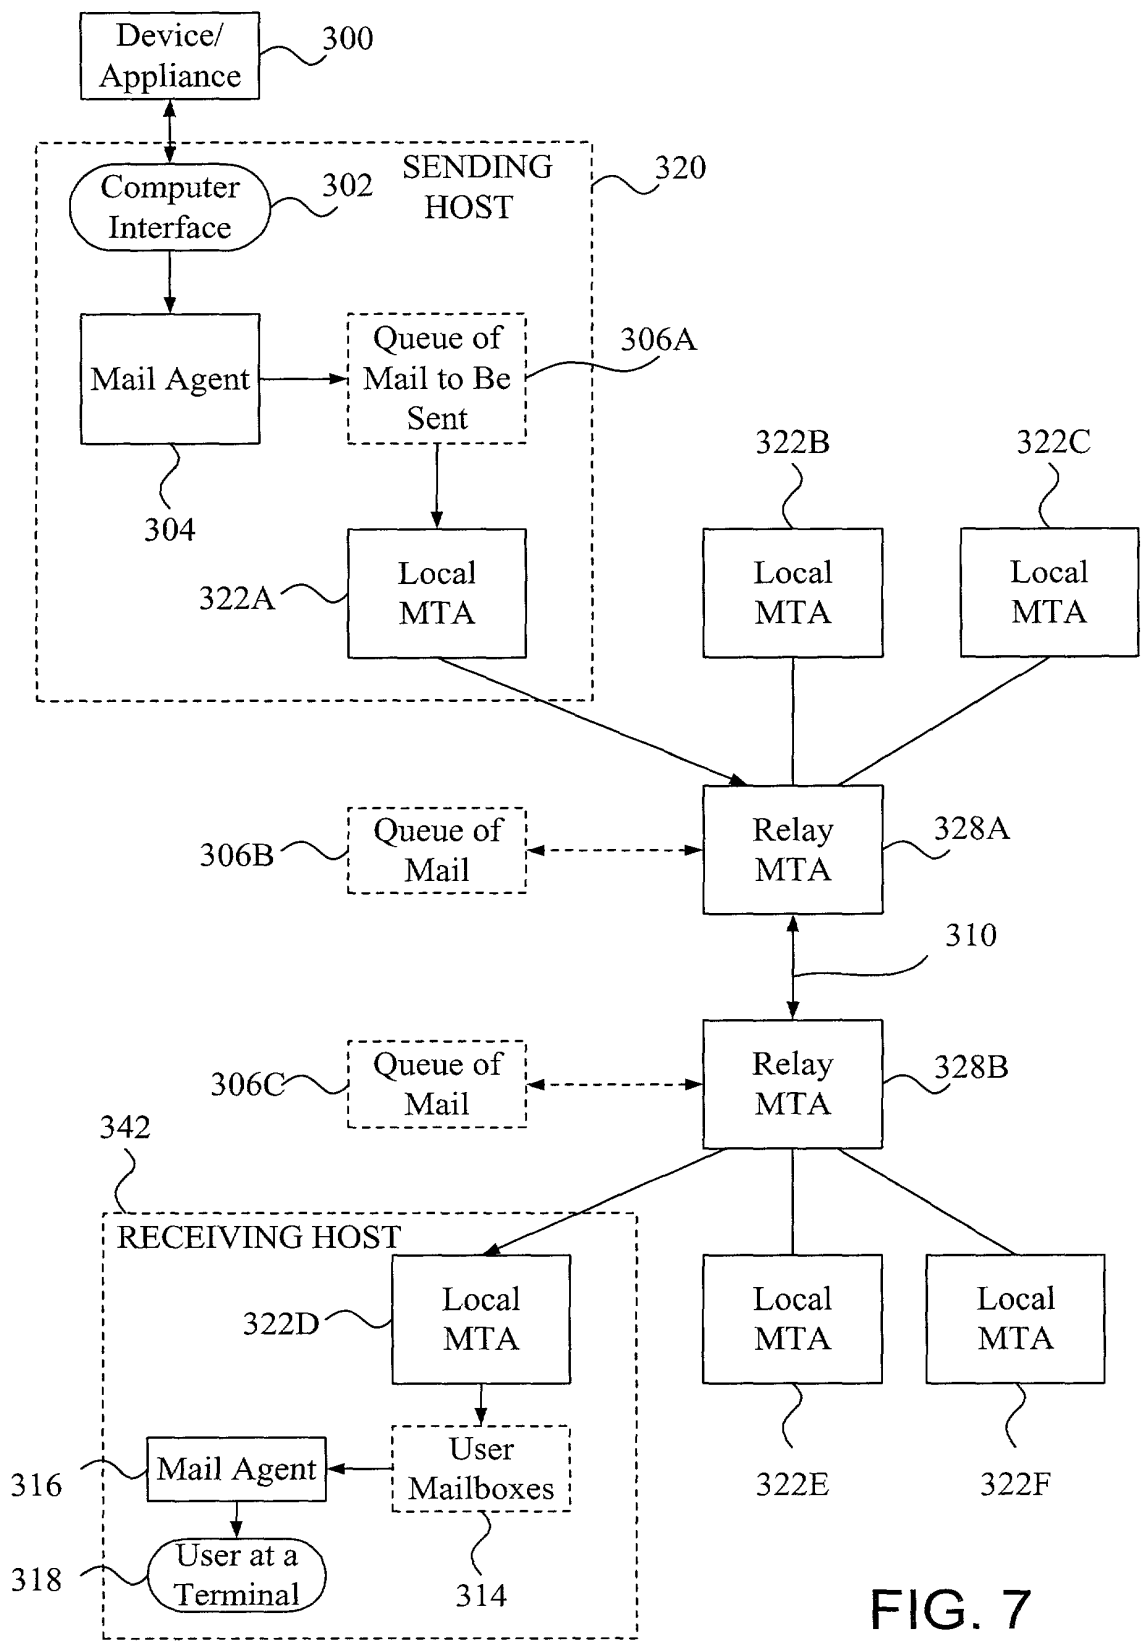 Device/
Appliance
300
SENDING
HOST
320
Computer
Interface
302
Mail Agent
304
Queue of
Mail to Be
Sent
306A
322B
322C
322A
Local
MTA
Local
MTA
Local
MTA
306B
Queue of
Mail
Relay
MTA
328A
310
306C
Queue of
Mail
Relay
MTA
328B
342
RECEIVING HOST
322D
Local
MTA
Local
MTA
Local
MTA
316
Mail Agent
User
Mailboxes
322E
322F
318
User at a
Terminal
314
FIG. 7